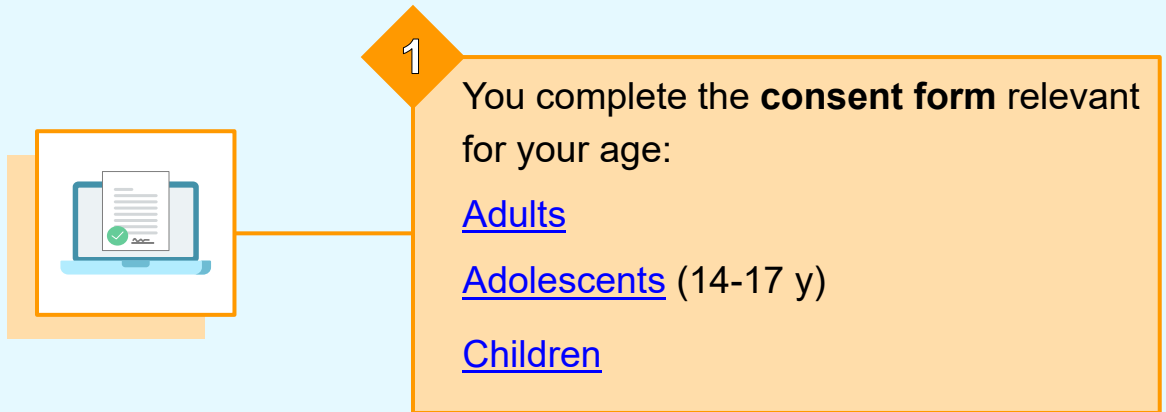 1
You complete the consent form relevant
for your age:
Adults
Adolescents (14-17 y)
Children